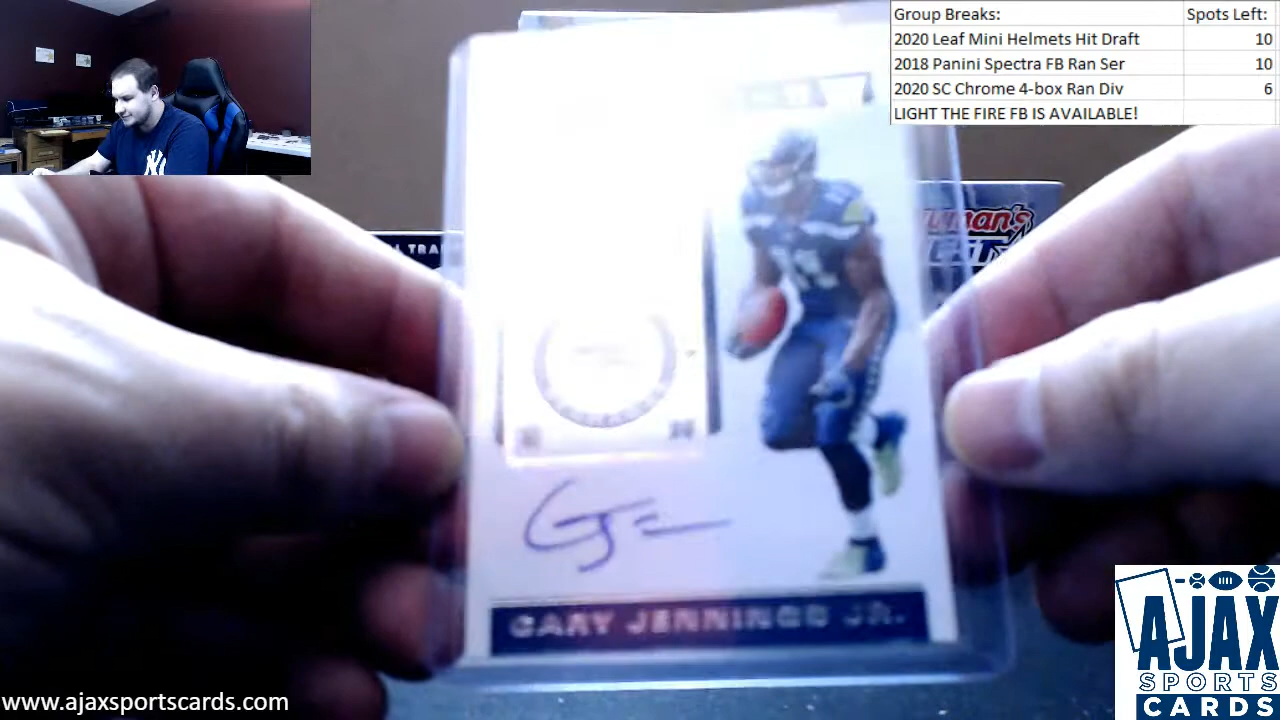 Group Breaks: Spots Left:
2020 Leaf Mini Helmets Hit Draft 10
2018 Panini Spectra FB Ran Ser 10
2020 SC Chrome 4-box Ran Div 6
LIGHT THE FIRE FB IS AVAILABLE!
NY
L TRA
GARY JENNINGS JR.
www.ajaxsportscards.com
AJAX
SPORTS
CARDS